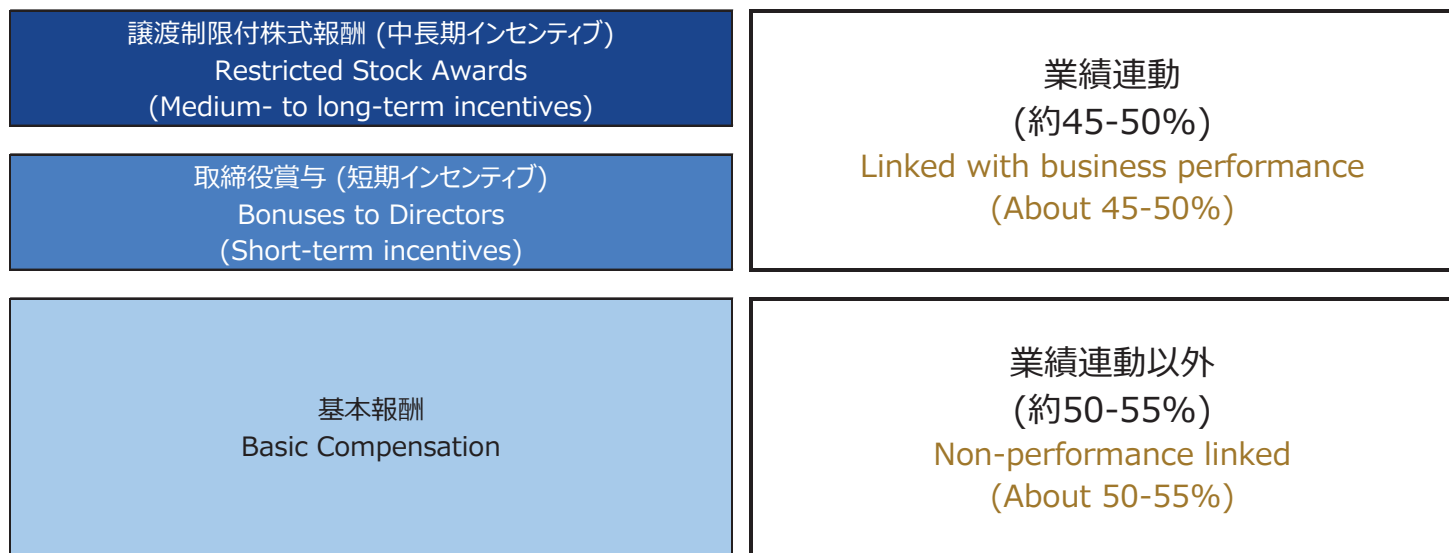 譲渡制限付株式報酬 (中長期インセンティブ)
Restricted Stock Awards
(Medium- to long-term incentives)
取締役賞与 (短期インセンティブ)
Bonuses to Directors
(Short-term incentives)
業績連動
(約45-50%)
Linked with business performance
(About 45-50%)
基本報酬
Basic Compensation
業績連動以外
(約50-55%)
Non-performance linked
(About 50-55%)